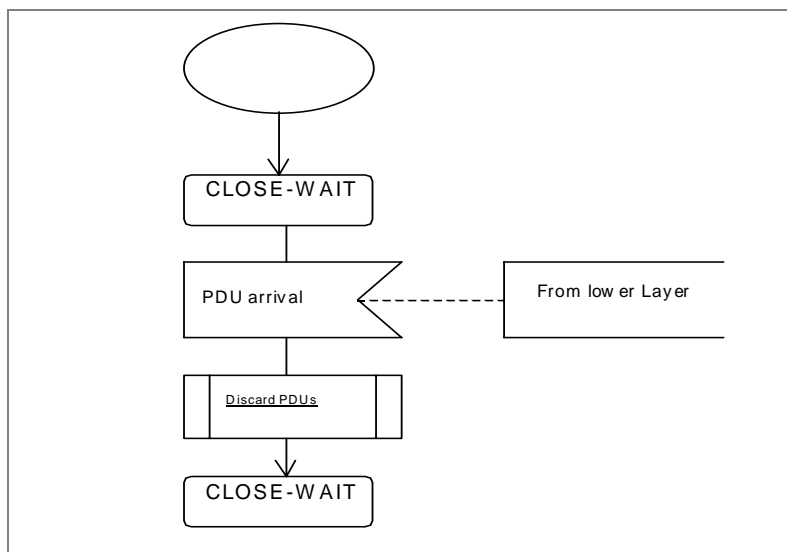 CLOSE-WAIT
PDU arrival
From lower Layer
Discard PDUs
CLOSE-WAIT